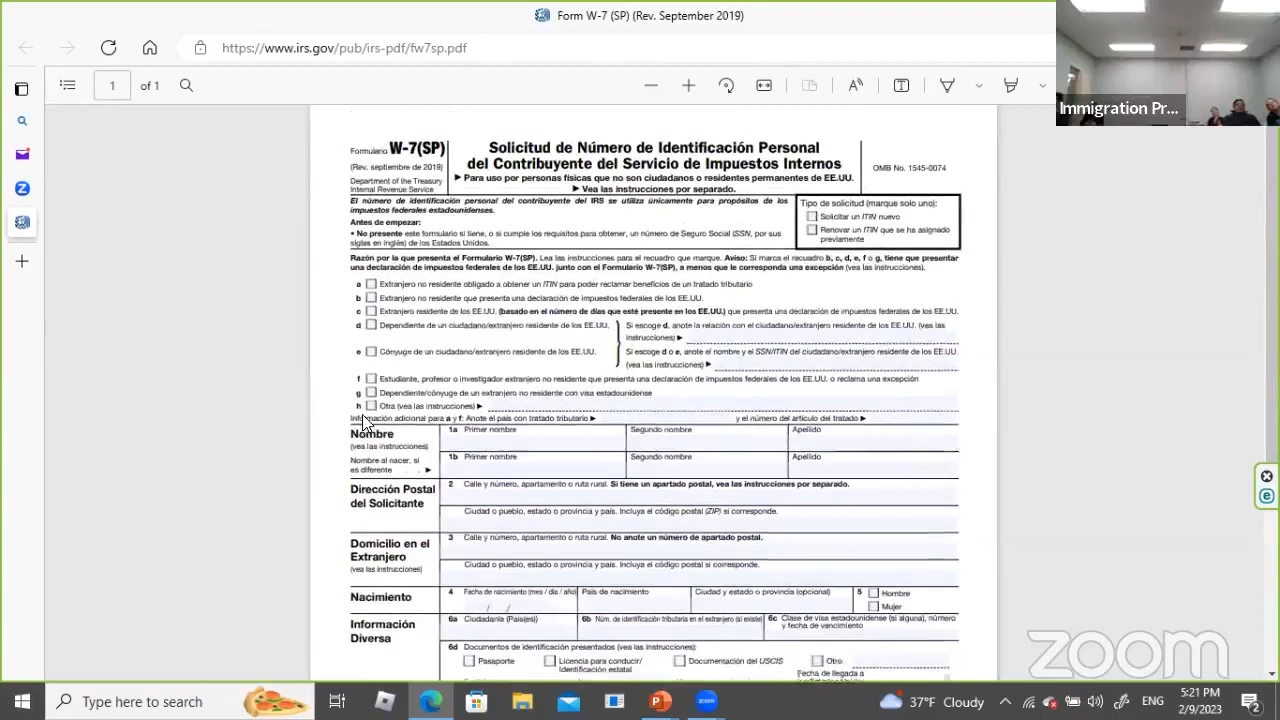 Form W-7 (SP) (Rev. September 2019)
https://www.irs.gov/pub/irs-pdf/fw7sp.pdf
1 of 1
Immigration Pr...
Formulario W-7(SP)
(Rev. septiembre de 2019)
Department of the Treasury
Internal Revenue Service
Solicitud de Número de Identificación Personal
del Contribuyente del Servicio de Impuestos Internos
▶ Para uso por personas físicas que no son ciudadanos o residentes permanentes de EE.UU.
▶ Vea las instrucciones por separado.
OMB No. 1545-0074
El número de identificación personal del contribuyente del IRS se utiliza únicamente para propósitos de los
impuestos federales estadounidenses.
Antes de empezar:
• No presente este formulario si tiene, o si cumple los requisitos para obtener, un número de Seguro Social (SSN, por sus
siglas en inglés) de los Estados Unidos.
Tipo de solicitud (marque solo uno):
Solicitar un ITIN nuevo
Renovar un ITIN que se ha asignado
previamente
Razón por la que presenta el Formulario W-7(SP). Lea las instrucciones para el recuadro que marque. Aviso: Si marca el recuadro b, c, d, e, f o g, tiene que presentar
una declaración de impuestos federales de los EE.UU. junto con el Formulario W-7(SP), a menos que le corresponda una excepción (vea las instrucciones).
a Extranjero no residente obligado a obtener un ITIN para poder reclamar beneficios de un tratado tributario
b Extranjero no residente que presenta una declaración de impuestos federales de los EE.UU.
c Extranjero residente de los EE.UU. (basado en el número de días que esté presente en los EE.UU.) que presenta una declaración de impuestos federales de los EE.UU.
d Dependiente de un ciudadano/extranjero residente de los EE.UU.
Si escoge d, anote la relación con el ciudadano/extranjero residente de los EE.UU. (vea las
instrucciones) ▶
e Cónyuge de un ciudadano/extranjero residente de los EE.UU.
Si escoge d o e, anote el nombre y el SSN/ITIN del ciudadano/extranjero residente de los EE.UU.
(vea las instrucciones) ▶
f Estudiante, profesor o investigador extranjero no residente que presenta una declaración de impuestos federales de los EE.UU. o reclama una excepción
g Dependiente/cónyuge de un extranjero no residente con visa estadounidense
h Otra (vea las instrucciones) ▶
Información adicional para a y f: Anote el país con tratado tributario ▶ y el número del artículo del tratado ▶
Nombre
(vea las instrucciones)
Nombre al nacer, si
es diferente . . ▶
1a Primer nombre Segundo nombre Apellido
1b Primer nombre Segundo nombre Apellido
Dirección Postal
del Solicitante
2 Calle y número, apartamento o ruta rural. Si tiene un apartado postal, vea las instrucciones por separado.
Ciudad o pueblo, estado o provincia y país. Incluya el código postal (ZIP) si corresponde.
Domicilio en el
Extranjero
(vea las instrucciones)
3 Calle y número, apartamento o ruta rural. No anote un número de apartado postal.
Ciudad o pueblo, estado o provincia y país. Incluya el código postal si corresponde.
Nacimiento
4 Fecha de nacimiento (mes / día / año) País de nacimiento Ciudad y estado o provincia (opcional) 5 Hombre
/ / Mujer
Información
Diversa
6a Ciudadanía (País(es)) 6b Núm. de identificación tributaria en el extranjero (si existe) 6c Clase de visa estadounidense (si alguna), número
y fecha de vencimiento
6d Documentos de identificación presentados (vea las instrucciones):
Pasaporte Licencia para conducir/ Documentación del USCIS Otro
Identificación estatal
Fecha de llegada a
zoom
Type here to search
37°F Cloudy
ENG
5:21 PM
2/9/2023
2